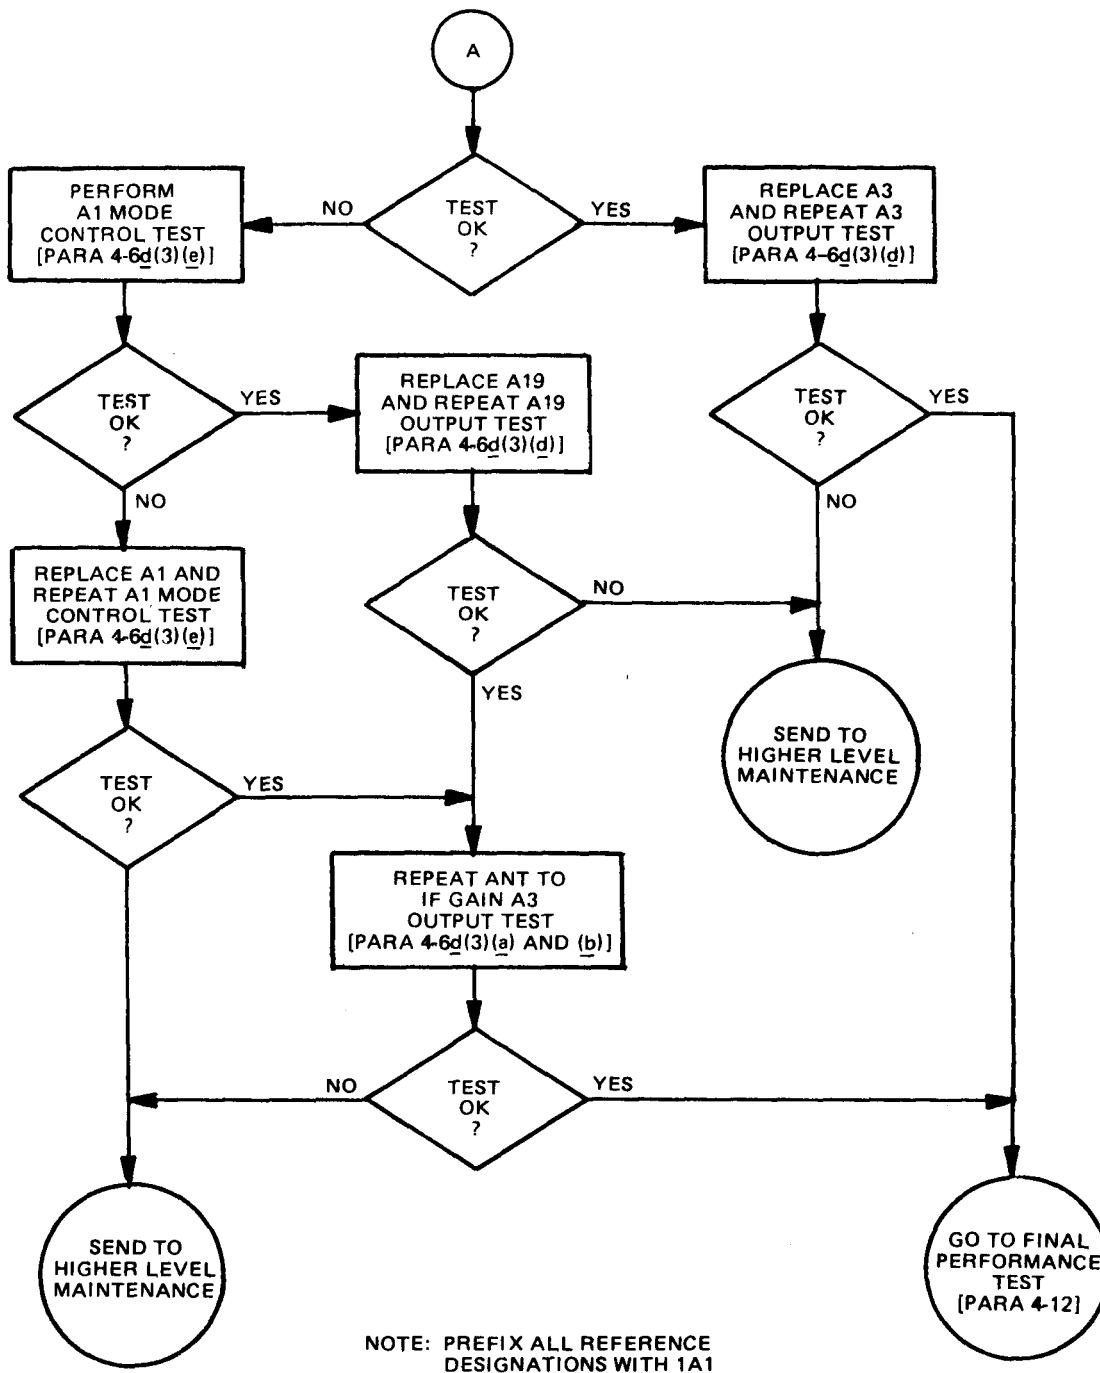 A
TEST
OK
?
NO
YES
PERFORM
A1 MODE
CONTROL TEST
[PARA 4-6d(3)(e)]
REPLACE A3
AND REPEAT A3
OUTPUT TEST
[PARA 4-6d(3)(d)]
TEST
OK
?
YES
NO
REPLACE A19
AND REPEAT A19
OUTPUT TEST
[PARA 4-6d(3)(d)]
TEST
OK
?
YES
NO
REPLACE A1 AND
REPEAT A1 MODE
CONTROL TEST
[PARA 4-6d(3)(e)]
TEST
OK
?
NO
YES
SEND TO
HIGHER LEVEL
MAINTENANCE
TEST
OK
?
YES
REPEAT ANT TO
IF GAIN A3
OUTPUT TEST
[PARA 4-6d(3)(a) AND (b)]
TEST
OK
?
NO
YES
SEND TO
HIGHER LEVEL
MAINTENANCE
GO TO FINAL
PERFORMANCE
TEST
[PARA 4-12]
NOTE: PREFIX ALL REFERENCE
DESIGNATIONS WITH 1A1